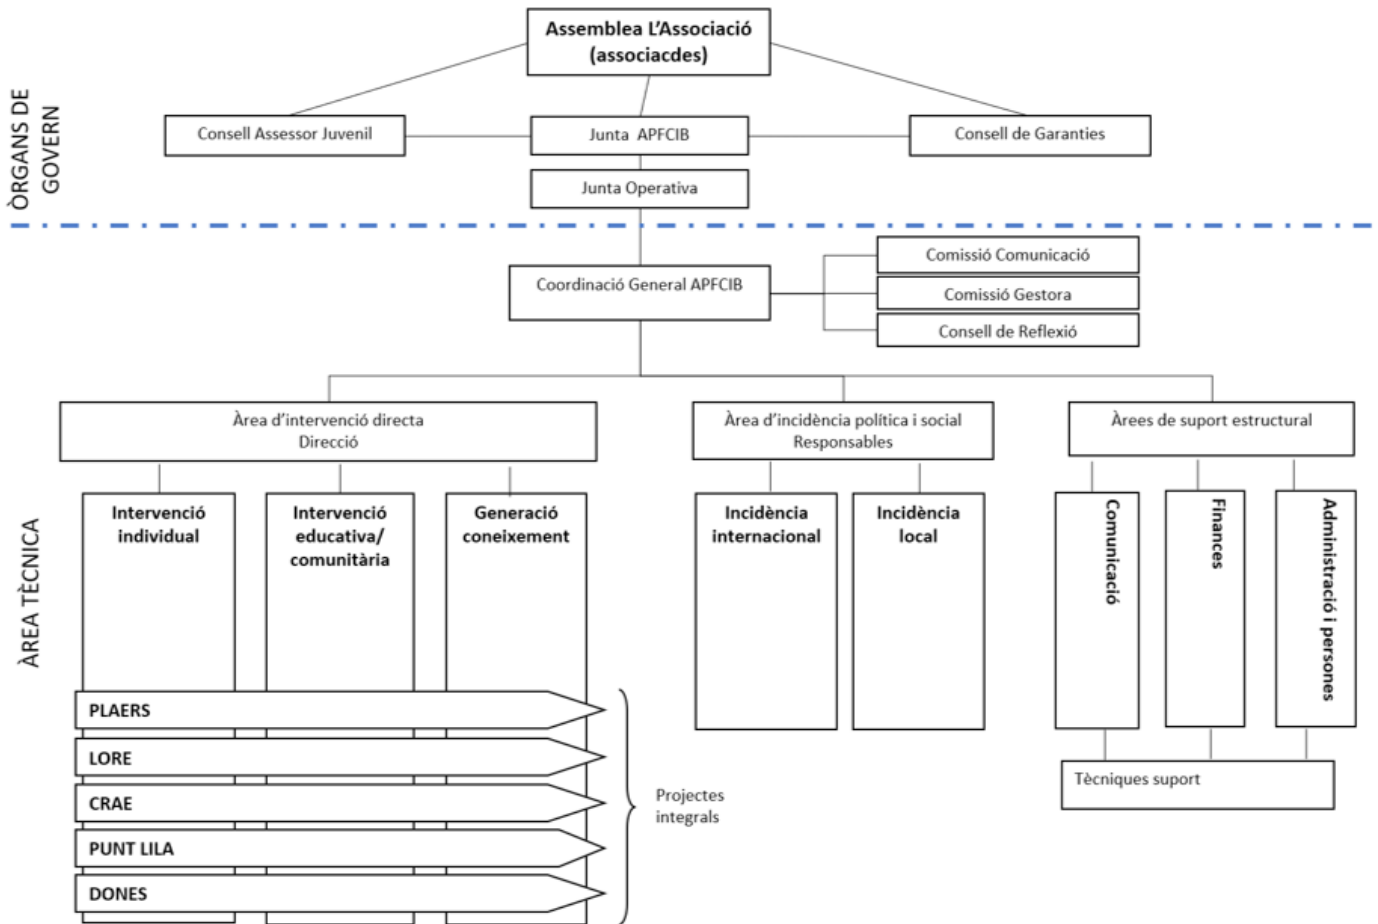 Assemblea L'Associació
(associacdes)
ÒRGANS DE
GOVERN
Consell Assessor Juvenil
Junta APFCIB
Consell de Garanties
Junta Operativa
Coordinació General APFCIB
Comissió Comunicació
Comissió Gestora
Consell de Reflexió
Àrea d'intervenció directa
Direcció
Àrea d'incidència política i social
Responsables
Àrees de suport estructural
ÀREA TÈCNICA
Intervenció
individual
Intervenció
educativa/
comunitària
Generació
coneixement
Incidència
internacional
Incidència
local
Comunicació
Finances
Administració i persones
PLAERS
LORE
CRAE
PUNT LILA
DONES
Projectes
integrals
Tècniques suport